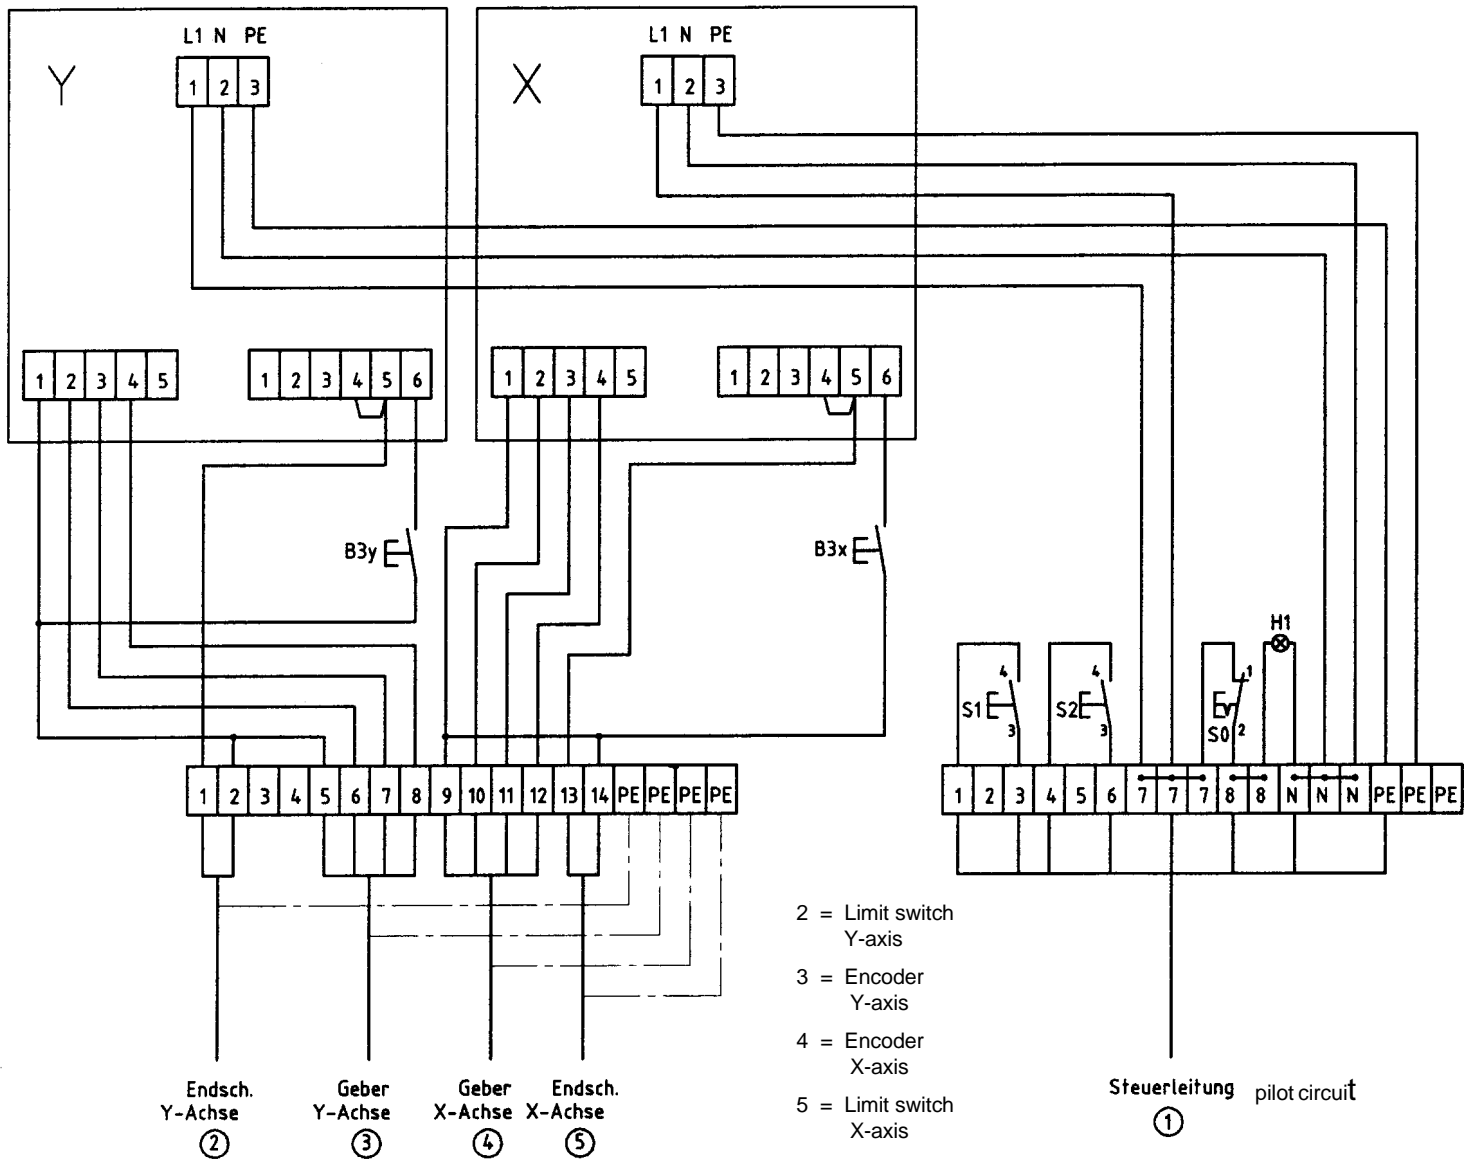 L1 N PE
L1 N PE
Y
1 2 3
X
1 2 3
1 2 3 4 5
1 2 3 4 5 6
1 2 3 4 5
1 2 3 4 5 6
B3y
B3x
H1
4
4
1
S1
S2
3
3
S0
2
1 2 3 4 5 6 7 8 9 10 11 12 13 14 PE PE PE PE
1 2 3 4 5 6 7 7 7 8 8 N N N PE PE PE
2 = Limit switch
Y-axis
3 = Encoder
Y-axis
4 = Encoder
X-axis
5 = Limit switch
X-axis
Endsch.
Y-Achse
2
Geber
Y-Achse
3
Geber
X-Achse
4
Endsch.
X-Achse
5
Steuerleitung pilot circuit
1